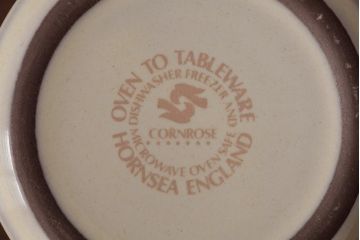 OVEN TO TABLEWARE
DISHWASHER FREEZER AND
CORNROSE
MICROWAVE OVEN SAFE
HORNSEA ENGLAND